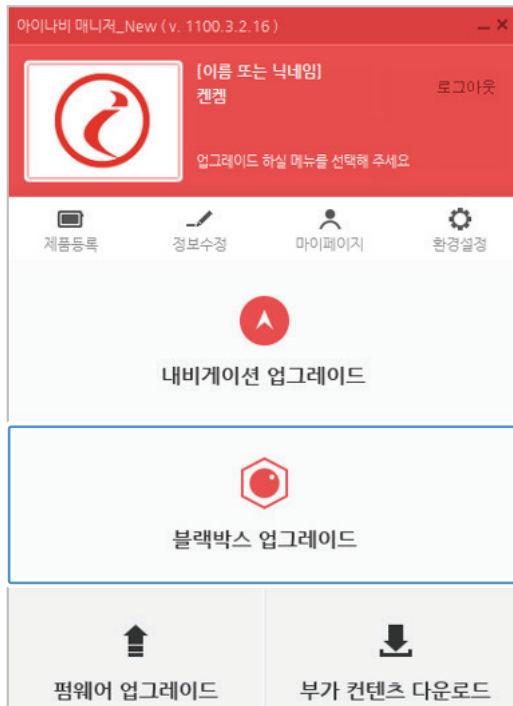 아이나비 매니저_New ( v. 1100.3.2.16 )
[이름 또는 닉네임]
켄켐
로그아웃
업그레이드 하실 메뉴를 선택해 주세요
제품등록 정보수정 마이페이지 환경설정
내비게이션 업그레이드
블랙박스 업그레이드
펌웨어 업그레이드 부가 컨텐츠 다운로드